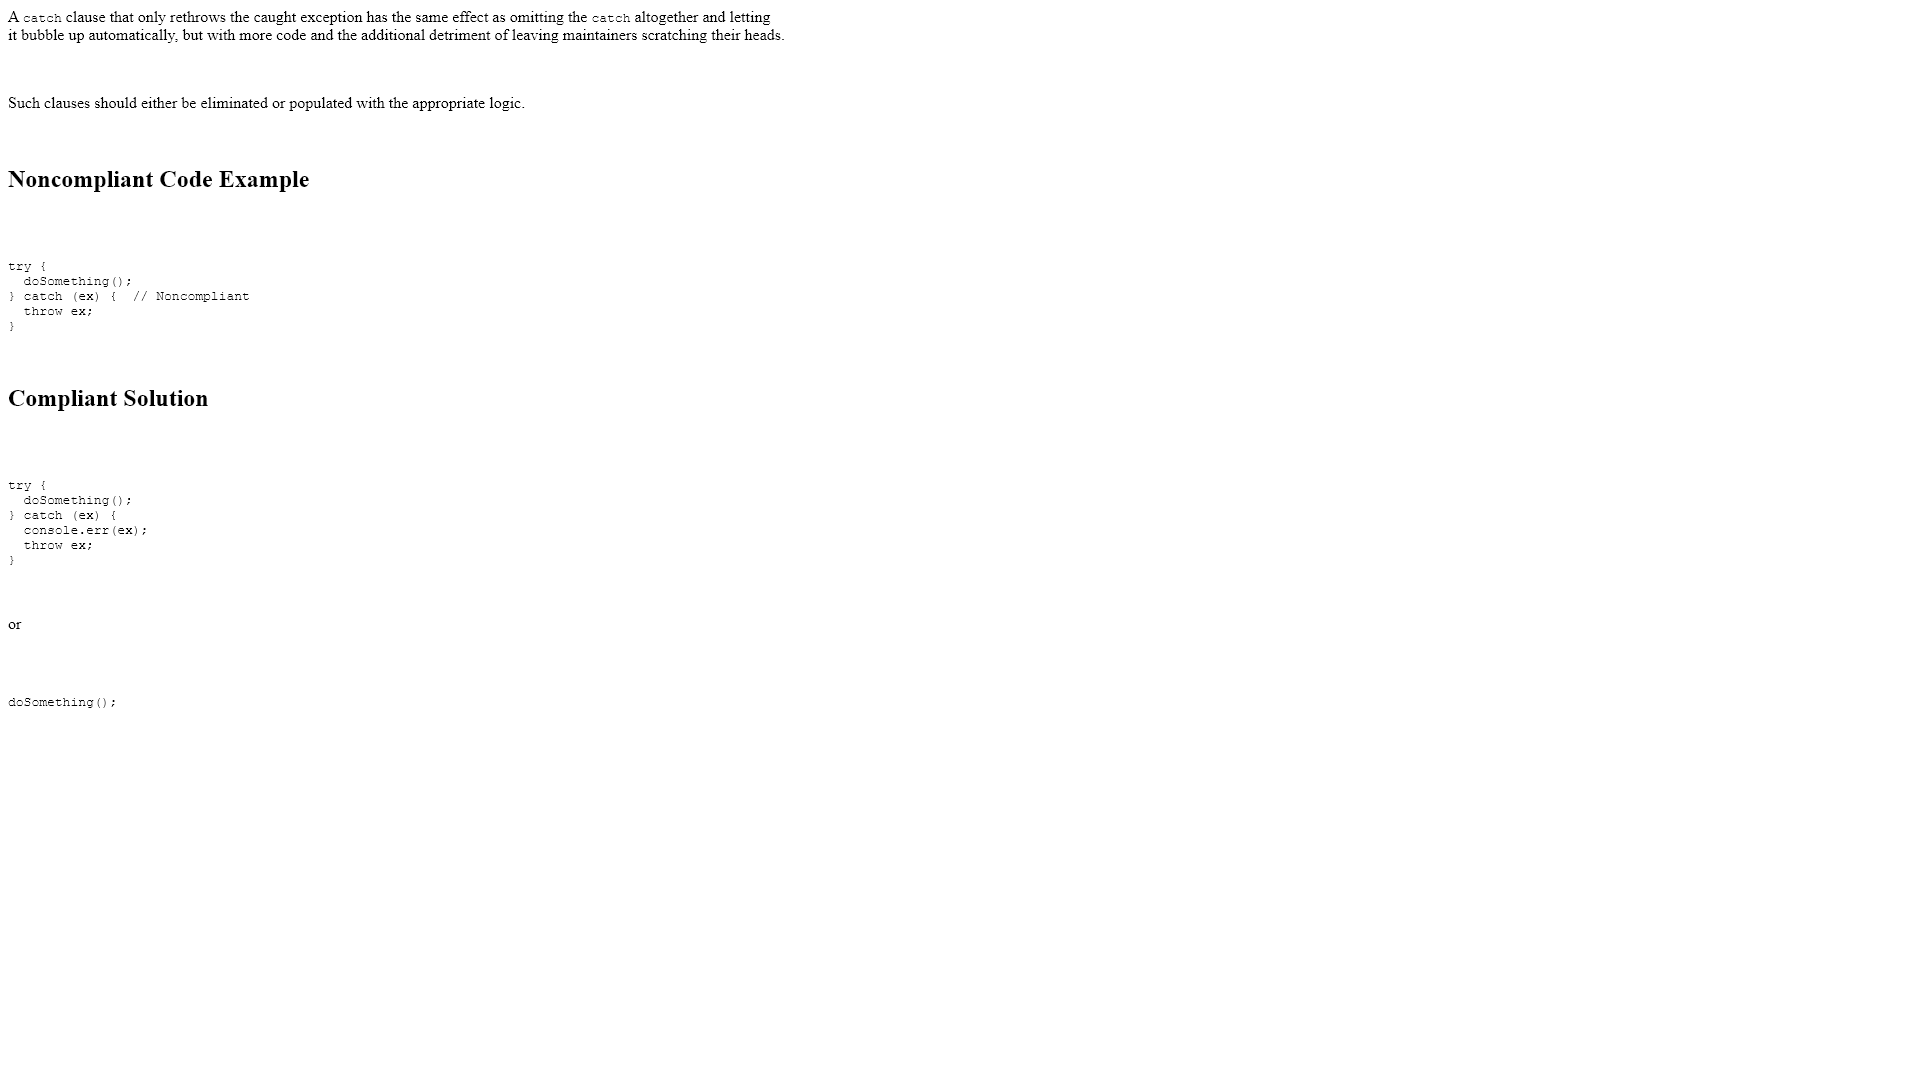 A catch clause that only rethrows the caught exception has the same effect as omitting the catch altogether and letting
it bubble up automatically, but with more code and the additional detriment of leaving maintainers scratching their heads.
Such clauses should either be eliminated or populated with the appropriate logic.
Noncompliant Code Example
try {
  doSomething();
} catch (ex) {  // Noncompliant
  throw ex;
}
Compliant Solution
try {
  doSomething();
} catch (ex) {
  console.err(ex);
  throw ex;
}
or
doSomething();